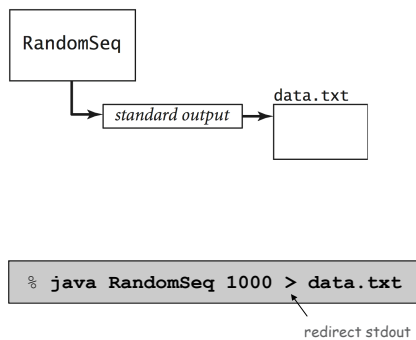 RandomSeq
data.txt
standard output
% java RandomSeq 1000 > data.txt
redirect stdout